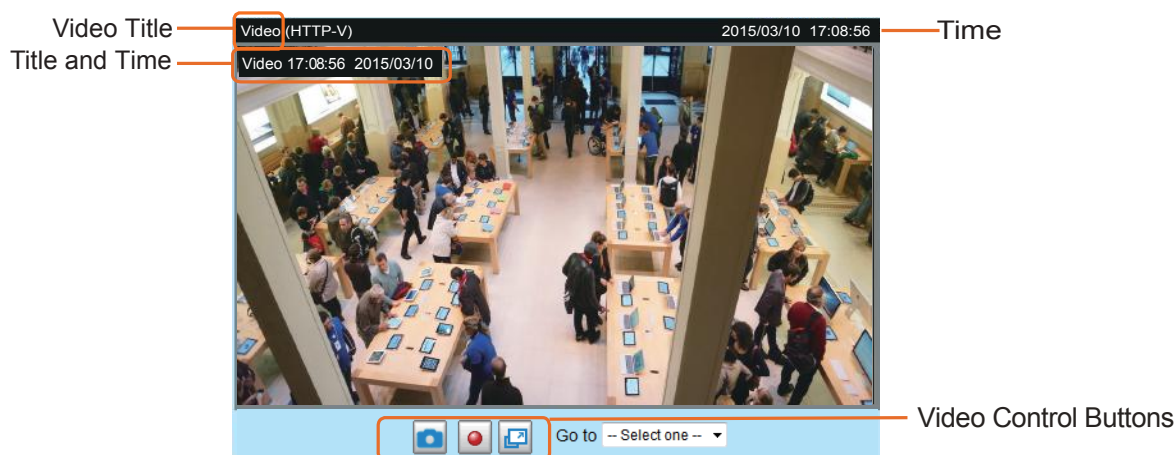 Video Title
Video (HTTP-V)
2015/03/10 17:08:56
Time
Title and Time
Video 17:08:56 2015/03/10
Go to
-- Select one --
Video Control Buttons